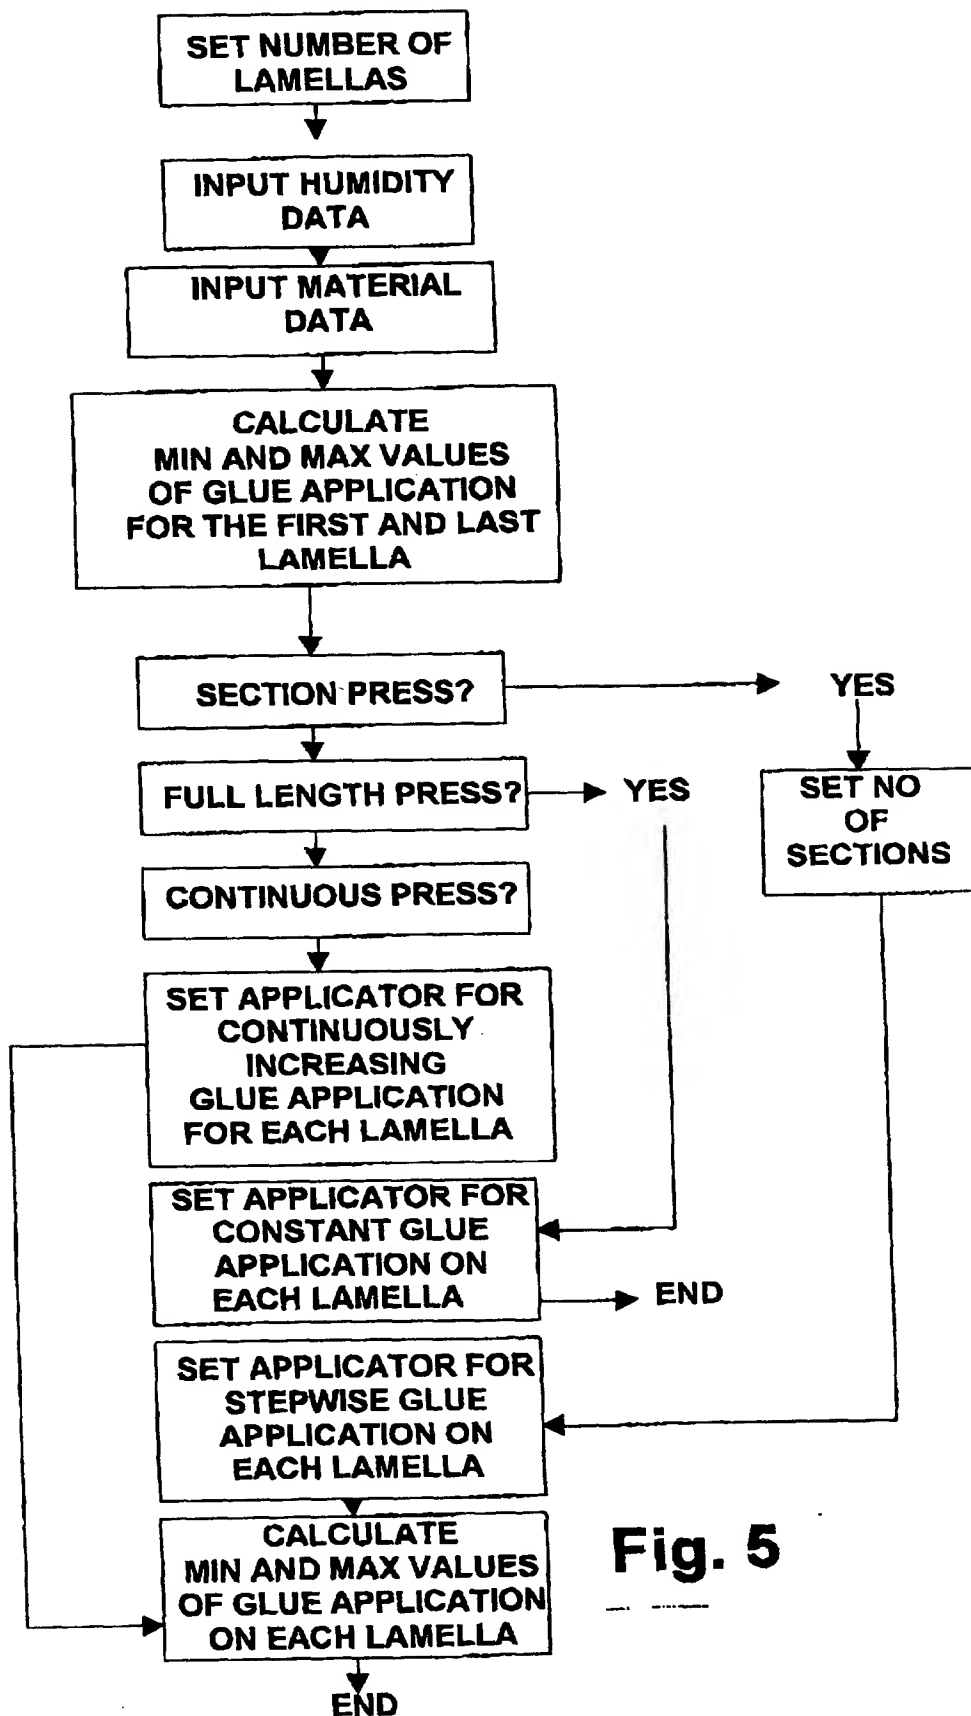 SET NUMBER OF
LAMELLAS
INPUT HUMIDITY
DATA
INPUT MATERIAL
DATA
CALCULATE
MIN AND MAX VALUES
OF GLUE APPLICATION
FOR THE FIRST AND LAST
LAMELLA
SECTION PRESS?
YES
FULL LENGTH PRESS?
YES
SET NO
OF
SECTIONS
CONTINUOUS PRESS?
SET APPLICATOR FOR
CONTINUOUSLY
INCREASING
GLUE APPLICATION
FOR EACH LAMELLA
SET APPLICATOR FOR
CONSTANT GLUE
APPLICATION ON
EACH LAMELLA
END
SET APPLICATOR FOR
STEPWISE GLUE
APPLICATION ON
EACH LAMELLA
CALCULATE
MIN AND MAX VALUES
OF GLUE APPLICATION
ON EACH LAMELLA
END
Fig. 5